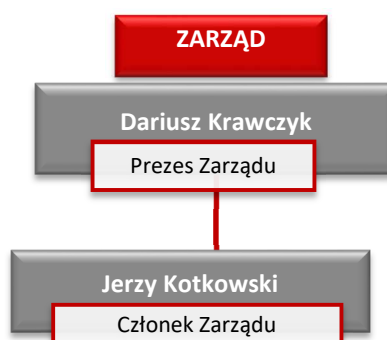 ZARZĄD
Dariusz Krawczyk
Prezes Zarządu
Jerzy Kotkowski
Członek Zarządu